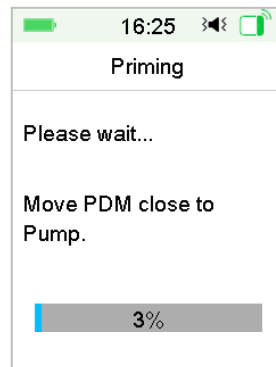 16:25
Priming
Please wait...
Move PDM close to
Pump.
3%